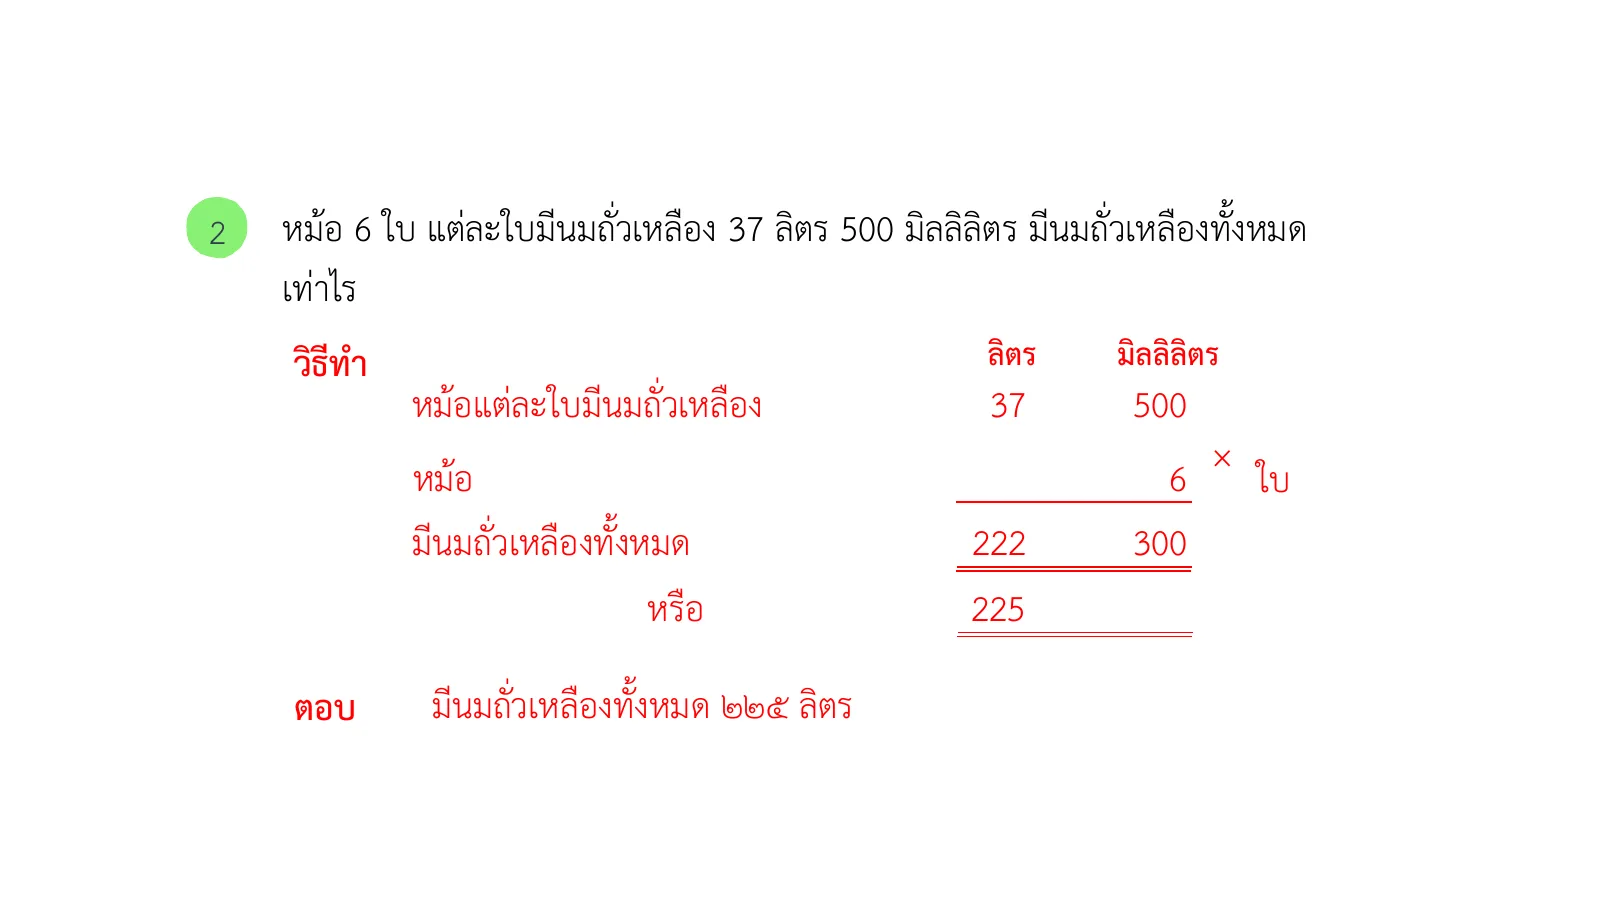 2 หม้อ 6 ใบ แต่ละใบมีนมถั่วเหลือง 37 ลิตร 500 มิลลิลิตร มีนมถั่วเหลืองทั้งหมด
เท่าไร
วิธีทำ ลิตร มิลลิลิตร
หม้อแต่ละใบมีนมถั่วเหลือง 37 500
หม้อ 6 × ใบ
มีนมถั่วเหลืองทั้งหมด 222 300
หรือ 225
ตอบ มีนมถั่วเหลืองทั้งหมด ๒๒๕ ลิตร